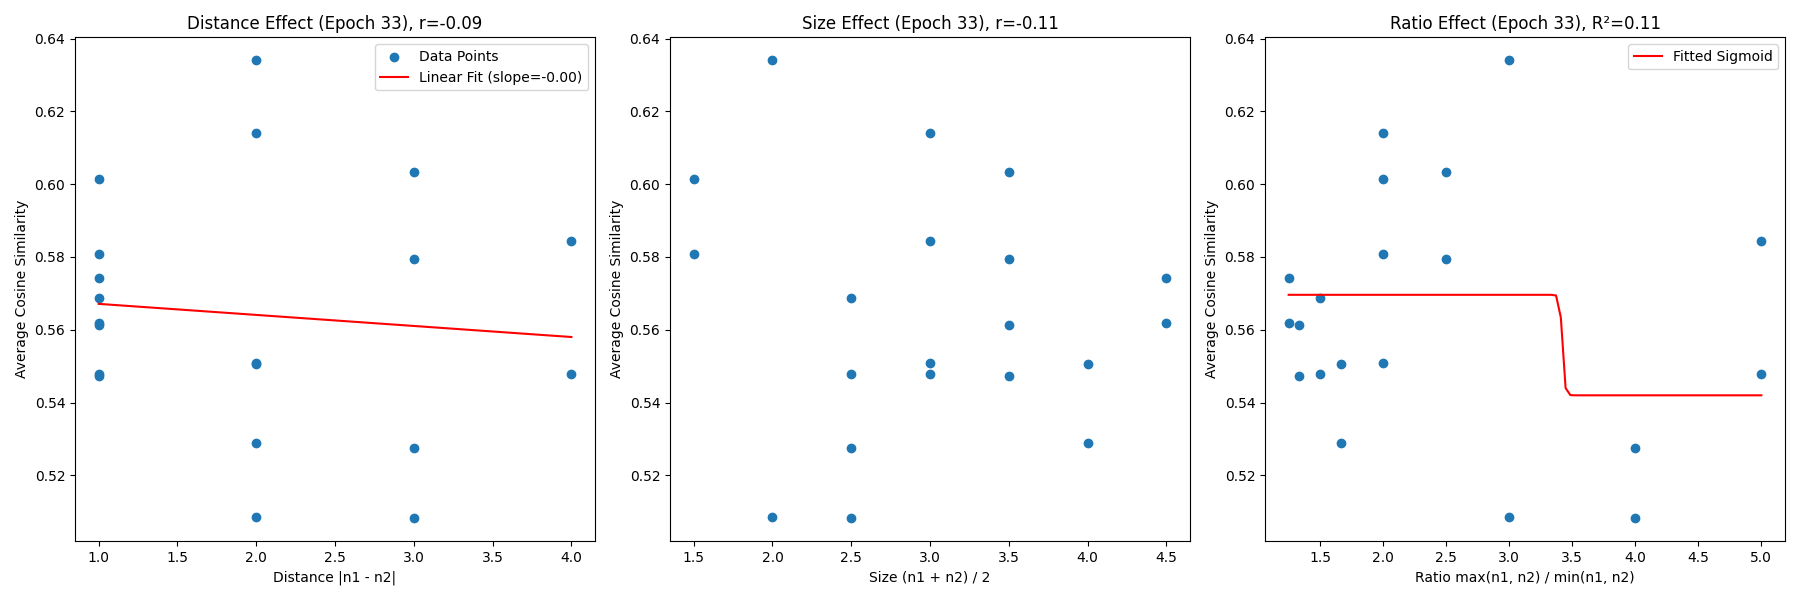 Distance Effect (Epoch 33), r=-0.09
Average Cosine Similarity
0.64
0.62
0.60
0.58
0.56
0.54
0.52
Data Points
Linear Fit (slope=-0.00)
1.0 1.5 2.0 2.5 3.0 3.5 4.0
Distance |n1 - n2|
Size Effect (Epoch 33), r=-0.11
Average Cosine Similarity
0.64
0.62
0.60
0.58
0.56
0.54
0.52
1.5 2.0 2.5 3.0 3.5 4.0 4.5
Size (n1 + n2) / 2
Ratio Effect (Epoch 33), R²=0.11
Average Cosine Similarity
0.64
0.62
0.60
0.58
0.56
0.54
0.52
Fitted Sigmoid
1.5 2.0 2.5 3.0 3.5 4.0 4.5 5.0
Ratio max(n1, n2) / min(n1, n2)